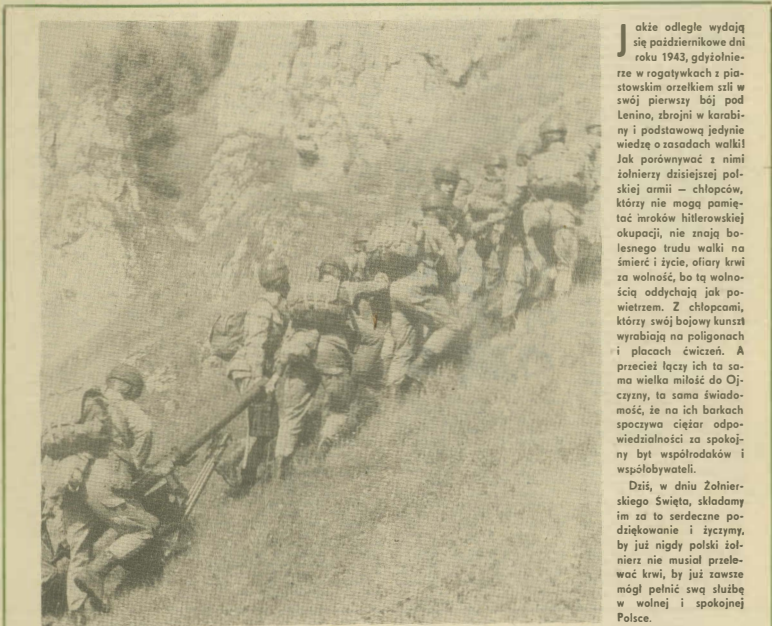 Jakże odległe wydają
się październikowe dni
roku 1943, gdyżołnie-
rze w rogatywkach z pia-
stowskim orzełkiem szli w
swój pierwszy bój pod
Lenino, zbrojni w karabi-
ny i podstawową jedynie
wiedzę o zasadach walki!
Jak porównywać z nimi
żołnierzy dzisiejszej pol-
skiej armii — chłopców,
którzy nie mogą pamię-
tać mroków hitlerowskiej
okupacji, nie znają bo-
lesnego trudu walki na
śmierć i życie, ofiary krwi
za wolność, bo tą wolno-
ścią oddychają jak po-
wietrzem. Z chłopcami,
którzy swój bojowy kunszt
wyrabiają na poligonach
i placach ćwiczeń. A
przecież łączy ich ta sa-
ma wielka miłość do Oj-
czyzny, ta sama świado-
mość, że na ich barkach
spoczywa ciężar odpo-
wiedzialności za spokoj-
ny byt współrodaków i
współobywateli.
Dziś, w dniu Żołnier-
skiego Święta, składamy
im za to serdeczne po-
dziękowanie i życzymy,
by już nigdy polski żoł-
nierz nie musiał przele-
wać krwi, by już zawsze
mógł pełnić swą służbę
w wolnej i spokojnej
Polsce.